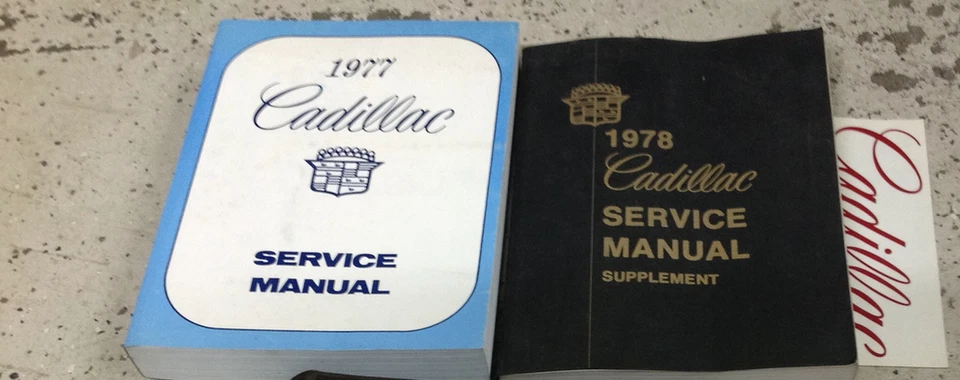 1977
Cadillac
SERVICE
MANUAL
1978
Cadillac
SERVICE
MANUAL
SUPPLEMENT
Cadillac